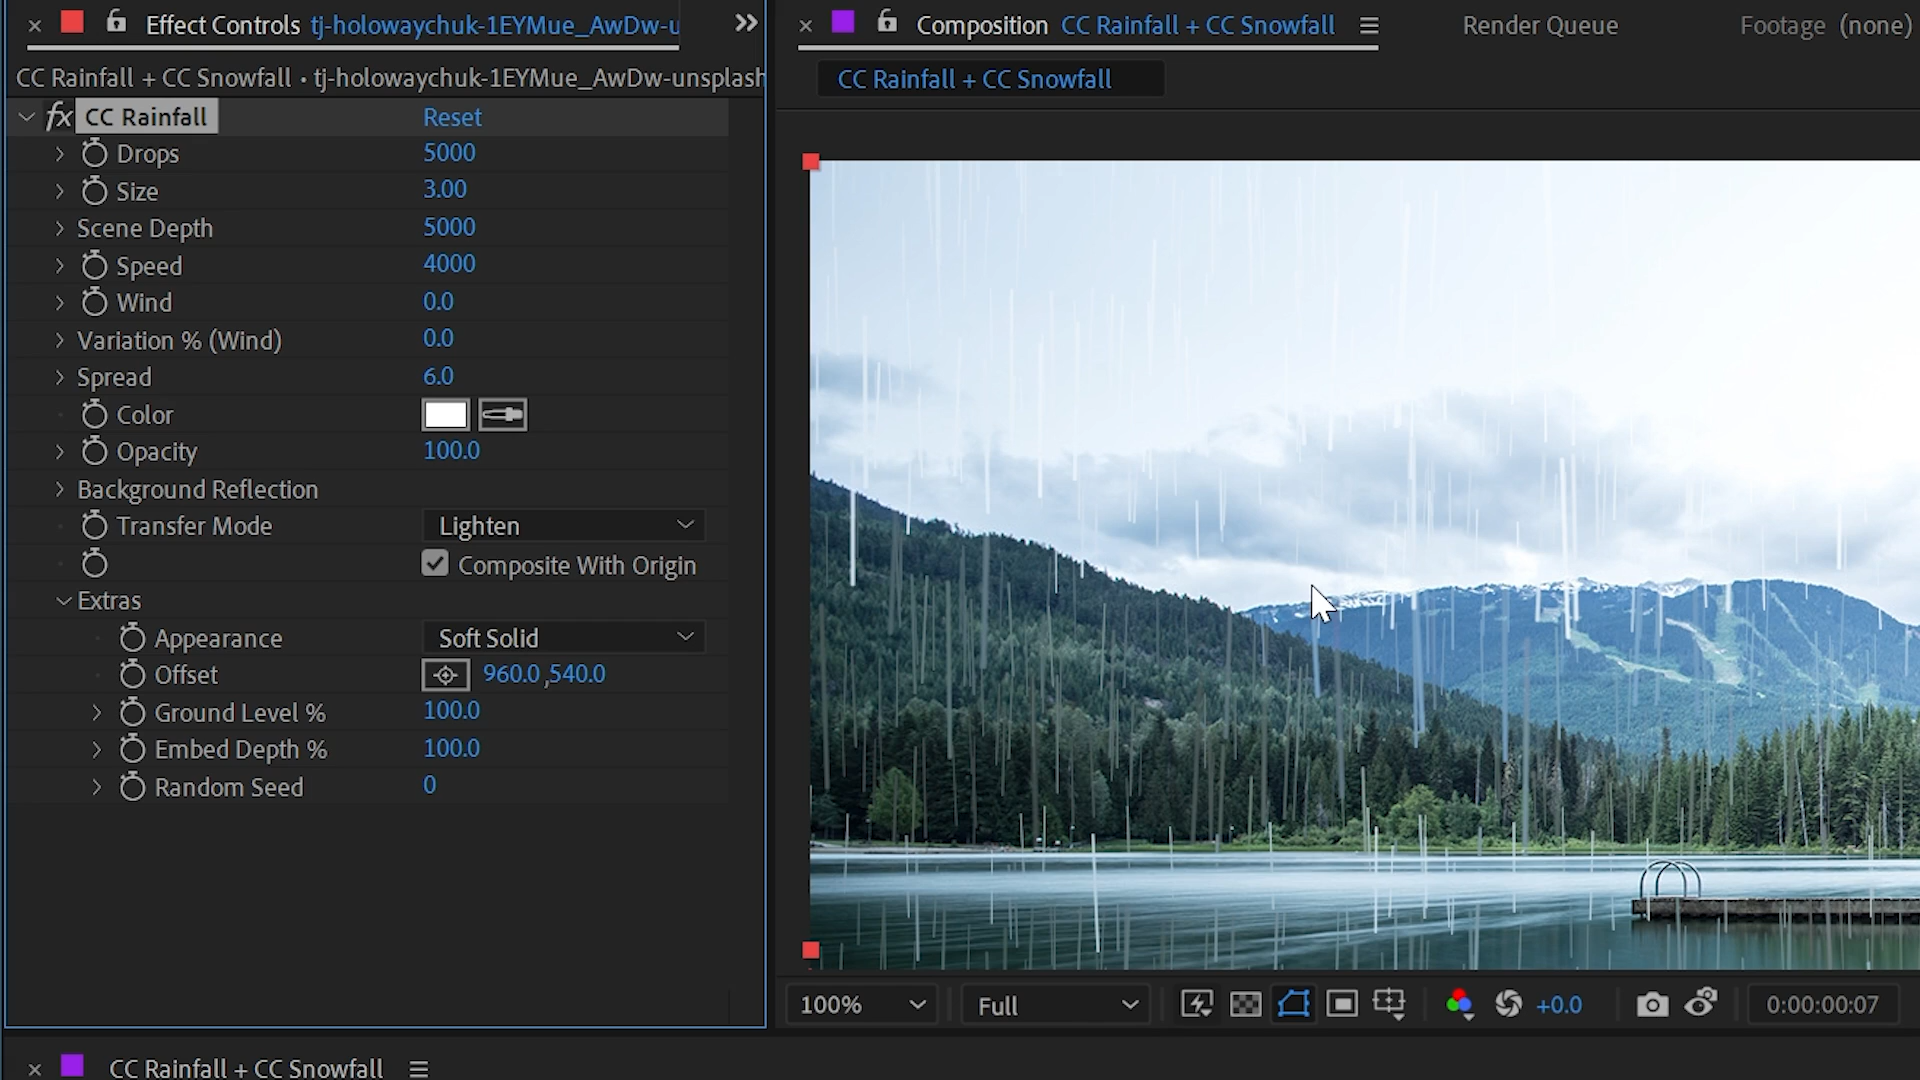 Effect Controls tj-holowaychuk-1EYMue_AwDw-u
CC Rainfall + CC Snowfall • tj-holowaychuk-1EYMue_AwDw-unsplash
fx CC Rainfall Reset
Drops 5000
Size 3.00
Scene Depth 5000
Speed 4000
Wind 0.0
Variation % (Wind) 0.0
Spread 6.0
Color
Opacity 100.0
Background Reflection
Transfer Mode Lighten
Composite With Origin
Extras
Appearance Soft Solid
Offset 960.0 ,540.0
Ground Level % 100.0
Embed Depth % 100.0
Random Seed 0
Composition CC Rainfall + CC Snowfall Render Queue Footage (none)
CC Rainfall + CC Snowfall
100% Full +0.0 0:00:00:07
CC Rainfall + CC Snowfall